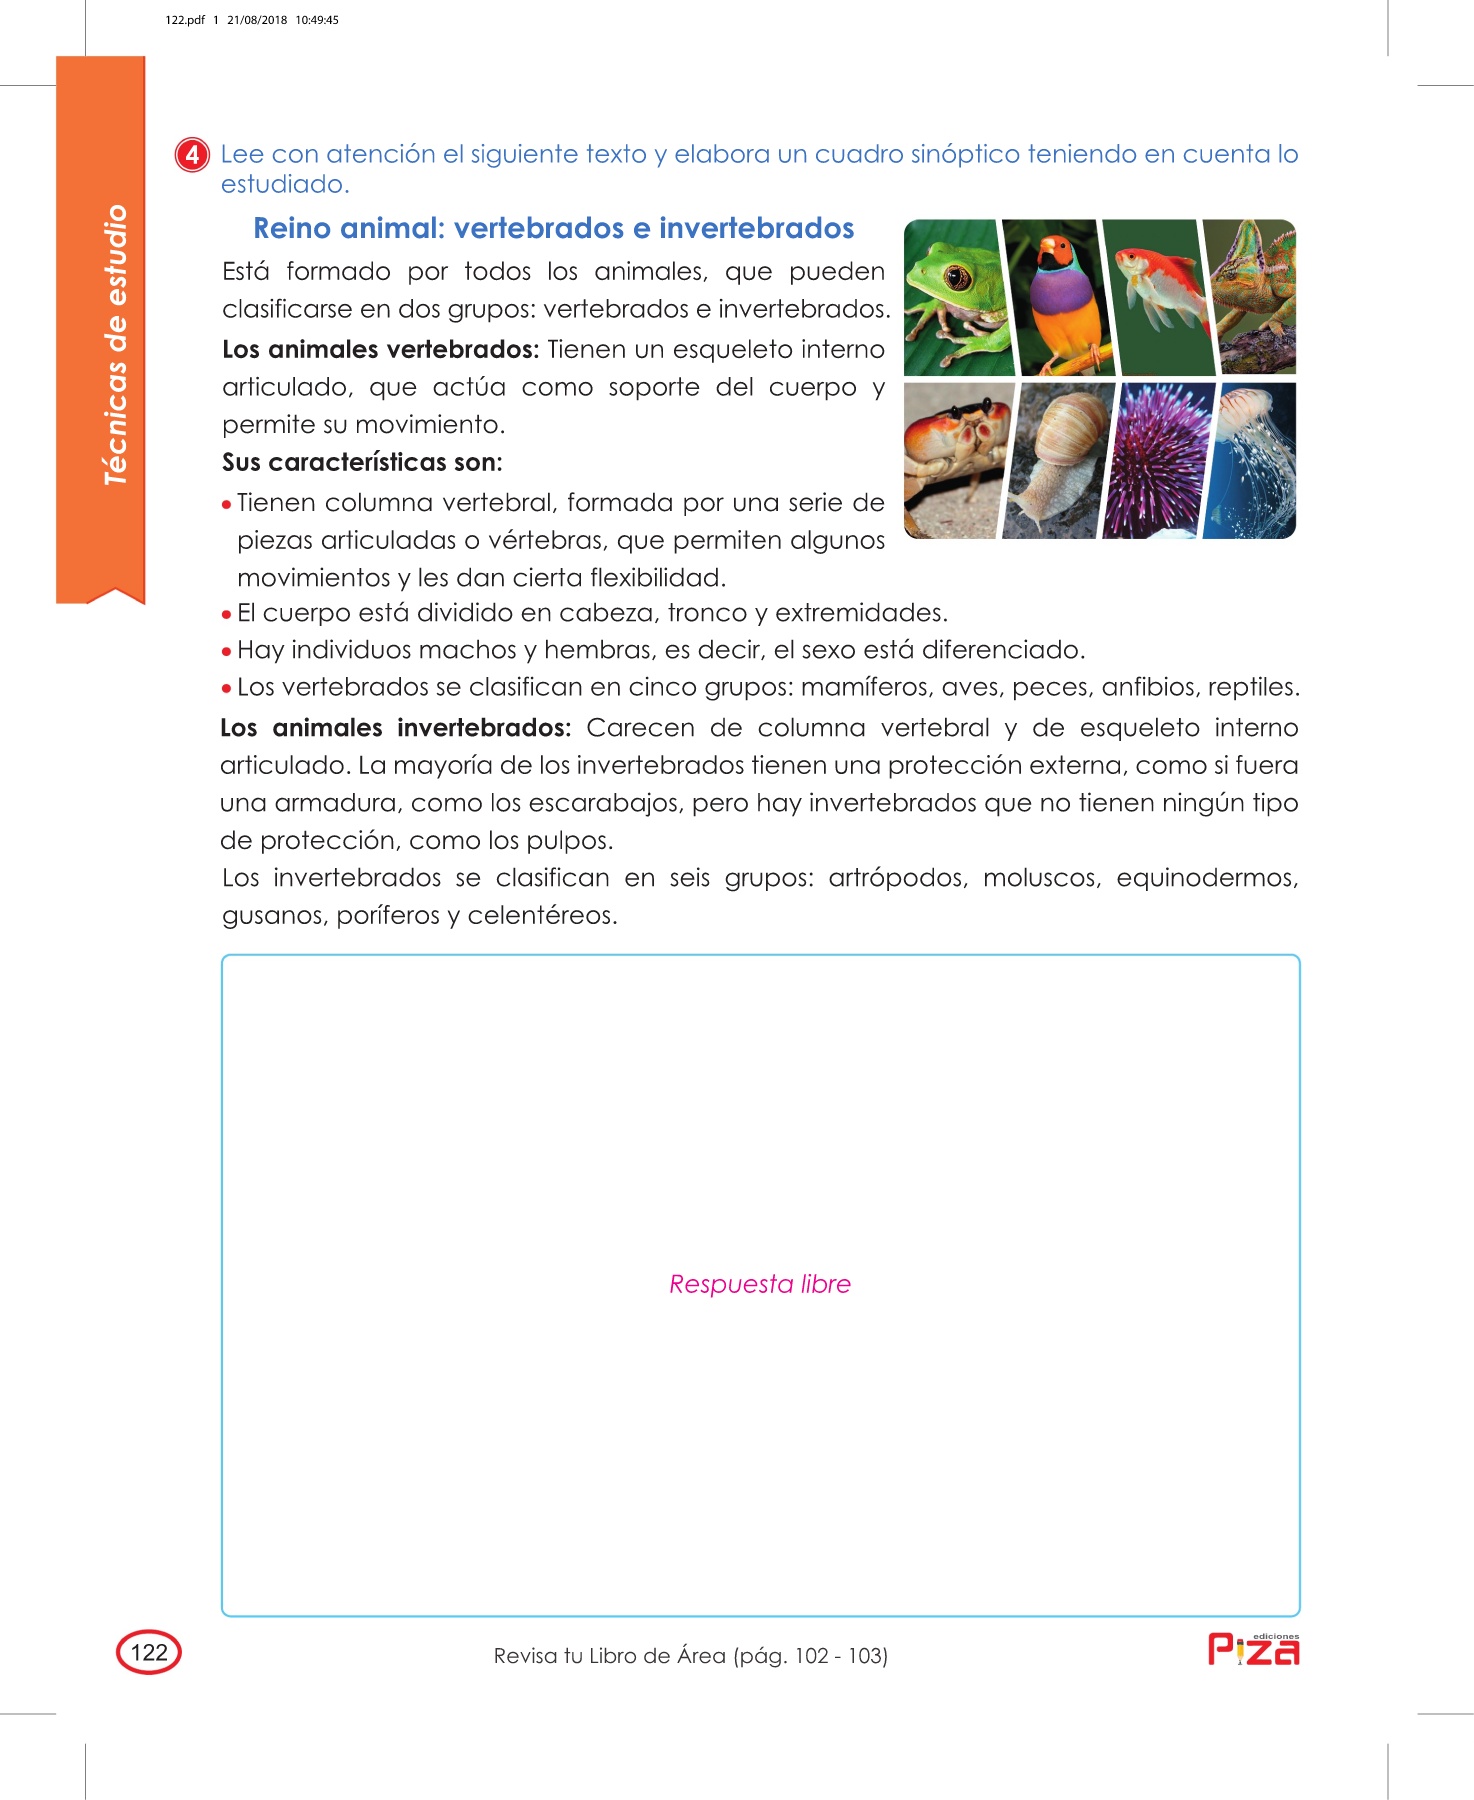 122.pdf 1 21/08/2018 10:49:45
Técnicas de estudio
4 Lee con atención el siguiente texto y elabora un cuadro sinóptico teniendo en cuenta lo
estudiado.
Reino animal: vertebrados e invertebrados
Está formado por todos los animales, que pueden
clasificarse en dos grupos: vertebrados e invertebrados.
Los animales vertebrados: Tienen un esqueleto interno
articulado, que actúa como soporte del cuerpo y
permite su movimiento.
Sus características son:
• Tienen columna vertebral, formada por una serie de
piezas articuladas o vértebras, que permiten algunos
movimientos y les dan cierta flexibilidad.
• El cuerpo está dividido en cabeza, tronco y extremidades.
• Hay individuos machos y hembras, es decir, el sexo está diferenciado.
• Los vertebrados se clasifican en cinco grupos: mamíferos, aves, peces, anfibios, reptiles.
Los animales invertebrados: Carecen de columna vertebral y de esqueleto interno
articulado. La mayoría de los invertebrados tienen una protección externa, como si fuera
una armadura, como los escarabajos, pero hay invertebrados que no tienen ningún tipo
de protección, como los pulpos.
Los invertebrados se clasifican en seis grupos: artrópodos, moluscos, equinodermos,
gusanos, poríferos y celentéreos.
Respuesta libre
122
Revisa tu Libro de Área (pág. 102 - 103)
ediciones
Piza